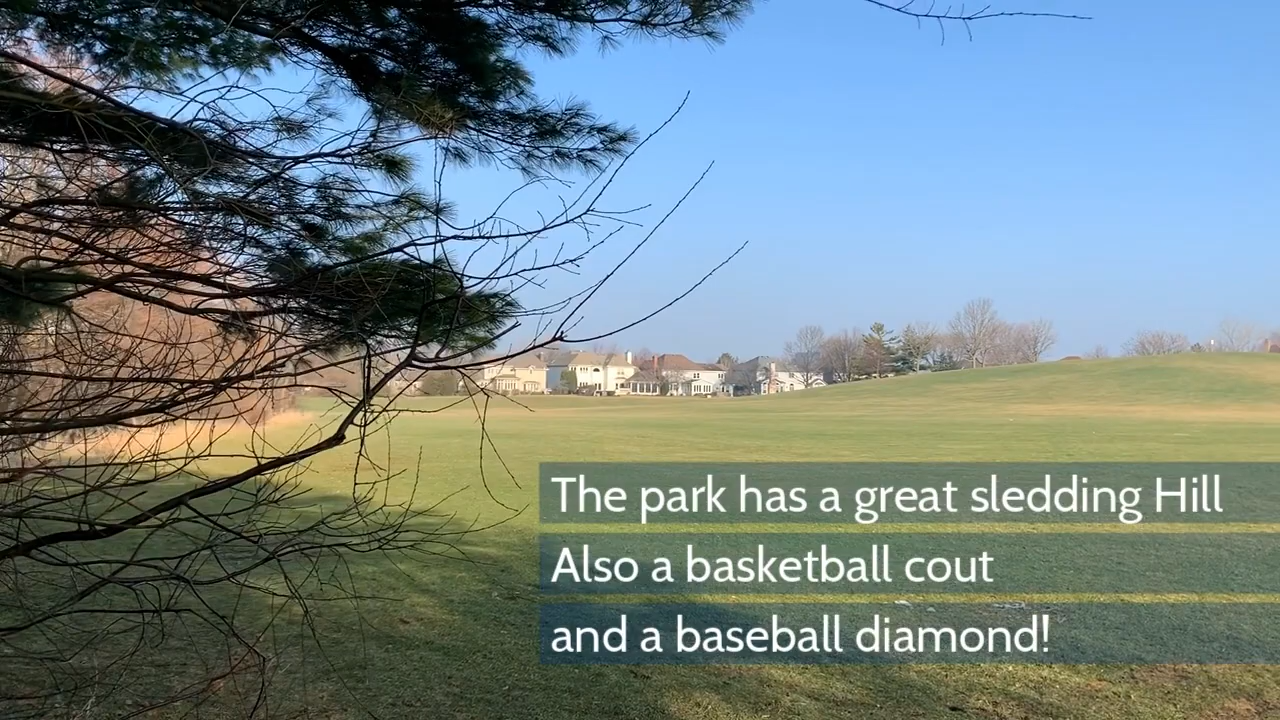 The park has a great sledding Hill
Also a basketball cout
and a baseball diamond!